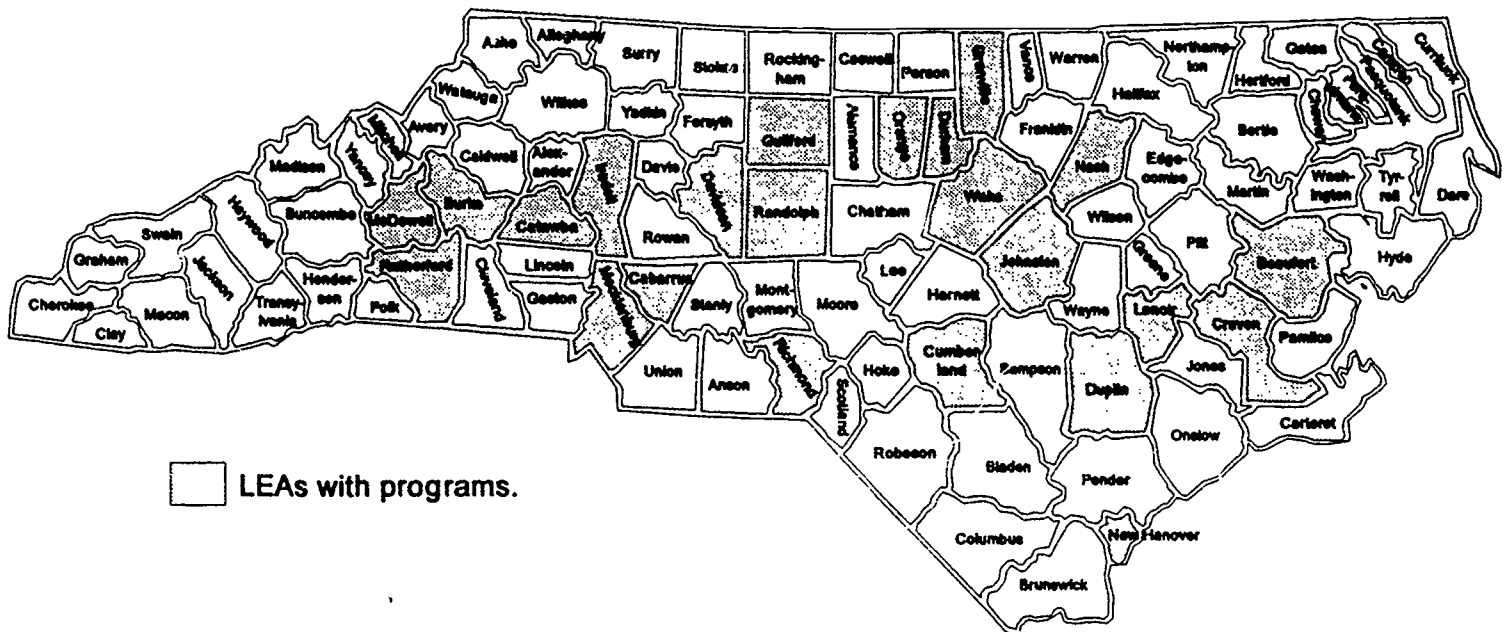 Ashe
Alleghany
Surry
Stokes
Rocking-
ham
Caswell
Person
Granville
Vance
Warren
Northamp-
ton
Gates
Hertford
Camden
Pasquotank
Currituck
Halifax
Watauga
Wilkes
Yadkin
Forsyth
Guilford
Alamance
Orange
Durham
Franklin
Nash
Edge-
combe
Bertie
Chowan
Mitchell
Avery
Caldwell
Alex-
ander
Iredell
Davie
Davidson
Randolph
Chatham
Wake
Wilson
Martin
Wash-
ington
Tyr-
rell
Dare
Madison
Yancey
Buncombe
McDowell
Burke
Catawba
Rowan
Johnston
Pitt
Greene
Beaufort
Hyde
Haywood
Swain
Graham
Jackson
Hender-
son
Rutherford
Cleveland
Lincoln
Gaston
Mecklenburg
Cabarrus
Stanly
Mont-
gomery
Moore
Lee
Harnett
Wayne
Lenoir
Craven
Pamlico
Cherokee
Clay
Macon
Transy-
lvania
Polk
Union
Anson
Richmond
Scotland
Hoke
Cumber
land
Sampson
Duplin
Jones
Onslow
Carteret
Robeson
Bladen
Pender
Columbus
New Hanover
Brunswick
LEAs with programs.